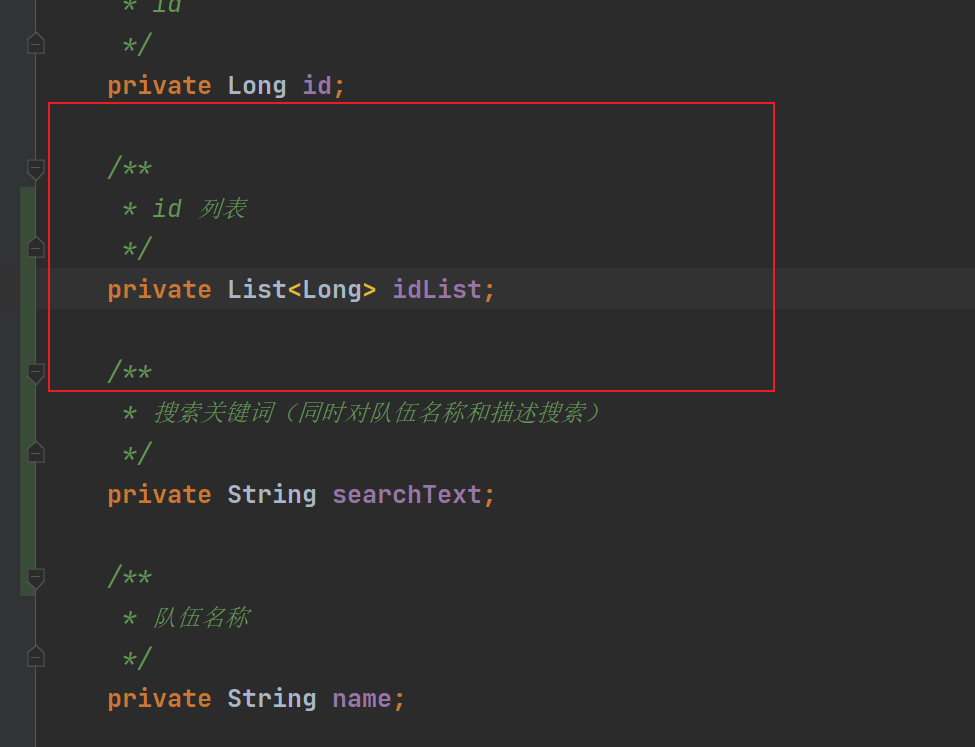 * id
*/
private Long id;
/**
* id 列表
*/
private List<Long> idList;
/**
* 搜索关键词（同时对队伍名称和描述搜索）
*/
private String searchText;
/**
* 队伍名称
*/
private String name;